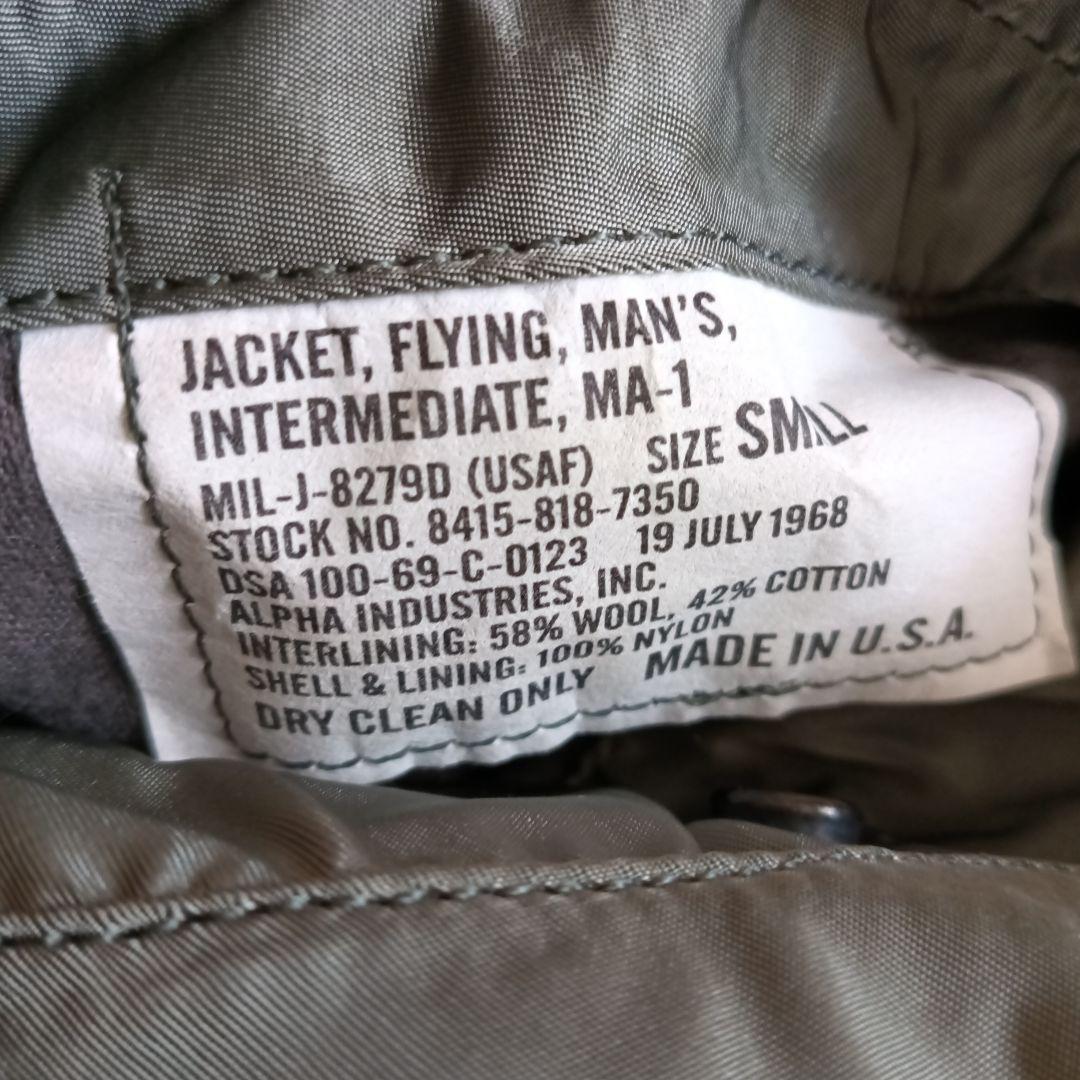 JACKET, FLYING, MAN'S,
INTERMEDIATE, MA-1
MIL-J-8279D (USAF) SIZE SMLL
STOCK NO. 8415-818-7350
DSA 100-69-C-0123 19 JULY 1968
ALPHA INDUSTRIES, INC.
INTERLINING: 58% WOOL, 42% COTTON
SHELL & LINING: 100% NYLON
DRY CLEAN ONLY MADE IN U.S.A.